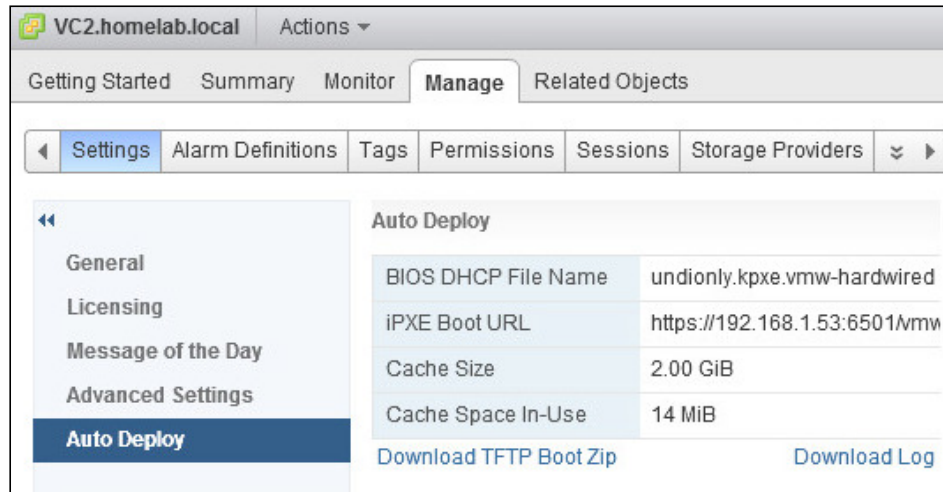 VC2.homelab.local Actions
Getting Started Summary Monitor Manage Related Objects
Settings Alarm Definitions Tags Permissions Sessions Storage Providers
Auto Deploy
General
Licensing
Message of the Day
Advanced Settings
Auto Deploy
BIOS DHCP File Name undionly.kpxe.vmw-hardwired
iPXE Boot URL https://192.168.1.53:6501/vmw
Cache Size 2.00 GiB
Cache Space In-Use 14 MiB
Download TFTP Boot Zip Download Log